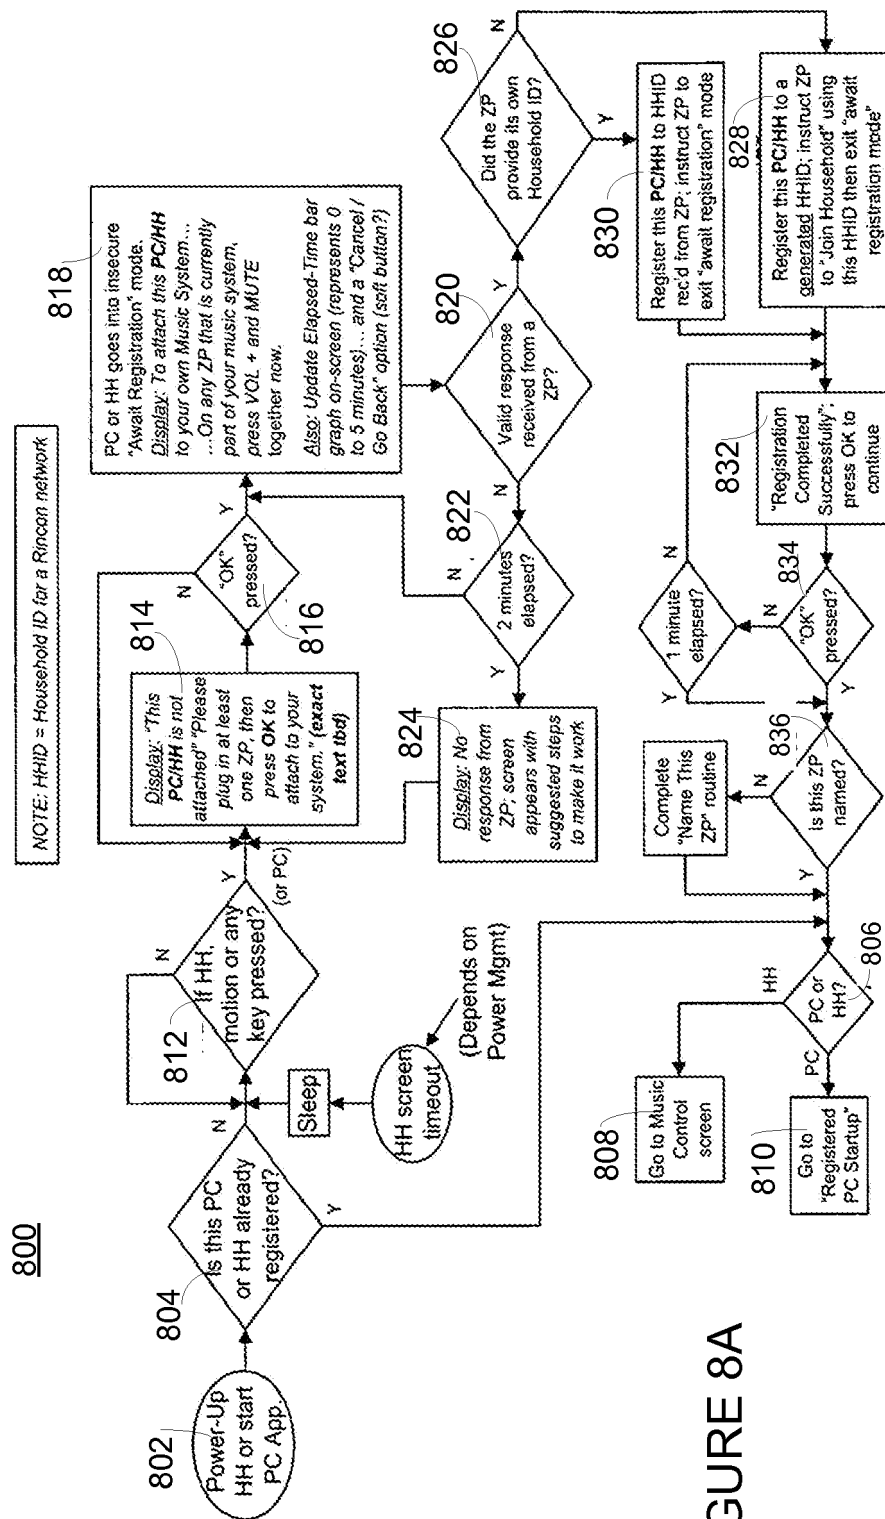 800
NOTE: HHID = Household ID for a Rincon network
802
Power-Up
HH or start
PC App.
804
Is this PC
or HH already
registered?
N
Y
Sleep
HH screen
timeout
(Depends on
Power Mgmt)
812
If HH,
motion or any
key pressed?
N
Y
(or PC)
814
Display: "This
PC/HH is not
attached" "Please
plug in at least
one ZP, then
press OK to
attach to your
system." (exact
text tbd)
816
"OK"
pressed?
N
Y
818
PC or HH goes into insecure
"Await Registration" mode.
Display: To attach this PC/HH
to your own Music System...
...On any ZP that is currently
part of your music system,
press VOL + and MUTE
together now.
Also: Update Elapsed-Time bar
graph on-screen (represents 0
to 5 minutes)... and a "Cancel /
Go Back" option (soft button?)
820
Valid response
received from a
ZP?
N
Y
822
2 minutes
elapsed?
N
Y
824
Display: No
response from
ZP; screen
appears with
suggested steps
to make it work
826
Did the ZP
provide its own
Household ID?
N
Y
830
Register this PC/HH to HHID
rec'd from ZP; instruct ZP to
exit "await registration" mode
828
Register this PC/HH to a
generated HHID; instruct ZP
to "Join Household" using
this HHID then exit "await
registration mode"
832
"Registration
Completed
Successfully";
press OK to
continue
834
"OK"
pressed?
N
Y
1 minute
elapsed?
N
Y
836
Is this ZP
named?
N
Y
Complete
"Name This
ZP" routine
806
PC or
HH?
HH
PC
808
Go to Music
Control
screen
810
Go to
"Registered
PC Startup"
GURE 8A